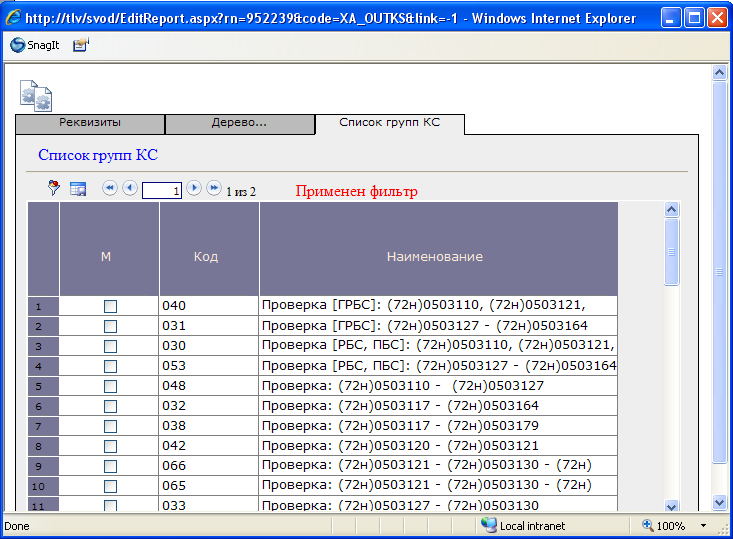 http://tlv/svod/EditReport.aspx?rn=952239&code=XA_OUTKS&link=-1 - Windows Internet Explorer
SnagIt
Реквизиты Дерево... Список групп КС
Список групп КС
1 1 из 2 Применен фильтр
М Код Наименование
1 040 Проверка [ГРБС]: (72н)0503110, (72н)0503121,
2 031 Проверка [ГРБС]: (72н)0503127 - (72н)0503164
3 030 Проверка [РБС, ПБС]: (72н)0503110, (72н)0503121,
4 053 Проверка [РБС, ПБС]: (72н)0503127 - (72н)0503164
5 048 Проверка: (72н)0503110 - (72н)0503127
6 032 Проверка: (72н)0503117 - (72н)0503164
7 038 Проверка: (72н)0503117 - (72н)0503179
8 042 Проверка: (72н)0503120 - (72н)0503121
9 066 Проверка: (72н)0503121 - (72н)0503130 - (72н)
10 065 Проверка: (72н)0503121 - (72н)0503130 - (72н)
11 033 Проверка: (72н)0503127 - (72н)0503130
Done Local intranet 100%